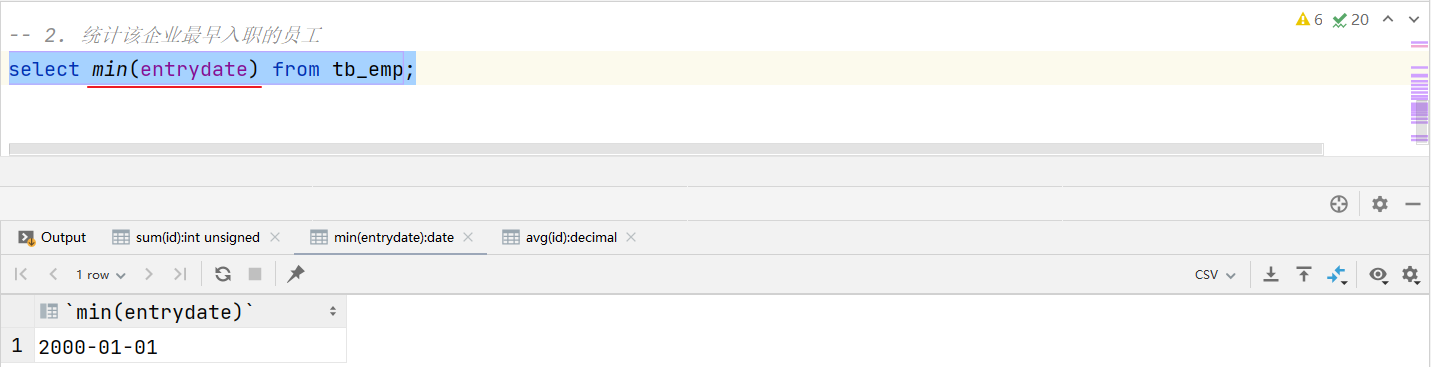 -- 2. 统计该企业最早入职的员工
6 20
select min(entrydate) from tb_emp;
Output sum(id):int unsigned min(entrydate):date avg(id):decimal
1 row CSV
`min(entrydate)`
1 2000-01-01